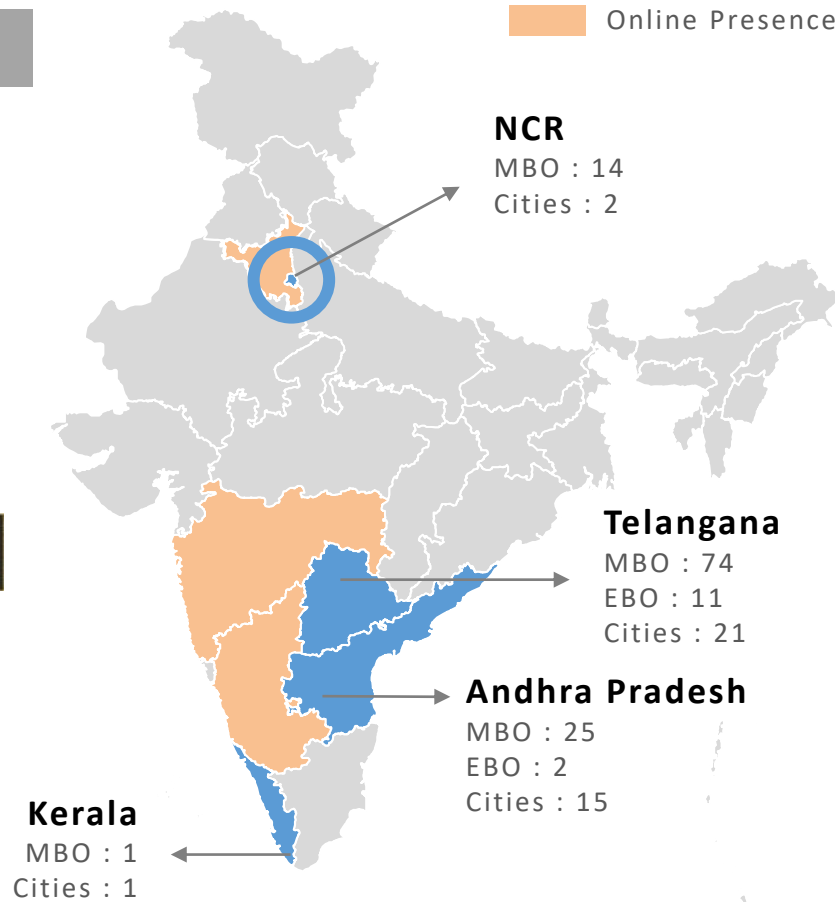 Online Presence
NCR
MBO : 14
Cities : 2
Telangana
MBO : 74
EBO : 11
Cities : 21
Andhra Pradesh
MBO : 25
EBO : 2
Cities : 15
Kerala
MBO : 1
Cities : 1